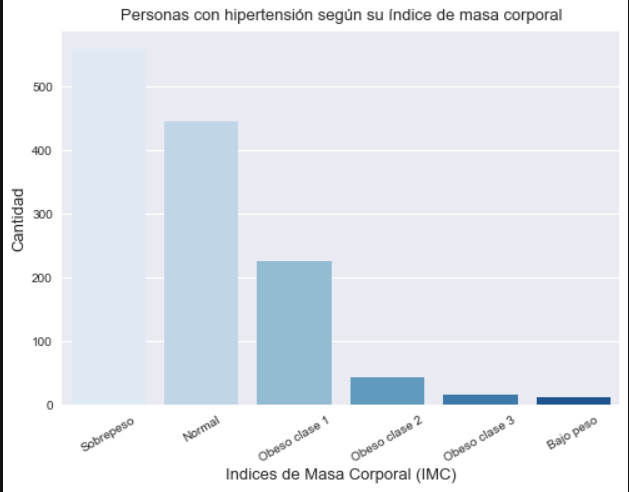 Personas con hipertensión según su índice de masa corporal
500
400
300
200
100
0
Cantidad
Sobrepeso
Normal
Obeso clase 1
Obeso clase 2
Obeso clase 3
Bajo peso
Indices de Masa Corporal (IMC)